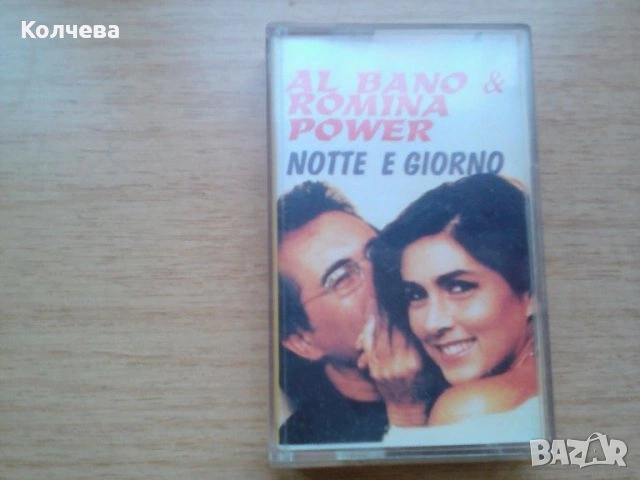 Колчева
AL BANO &
ROMINA
POWER
NOTTE E GIORNO
BAZAR